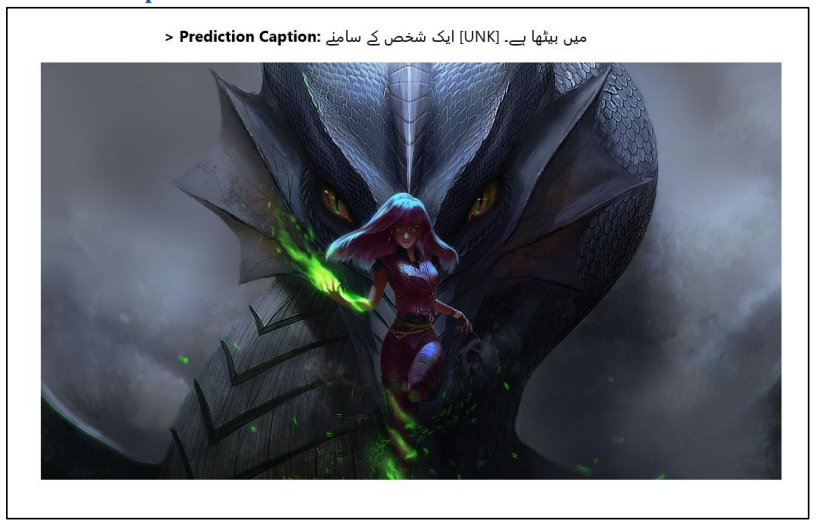 > Prediction Caption: ایک شخص کے سامنے [UNK] میں بیٹھا ہے۔